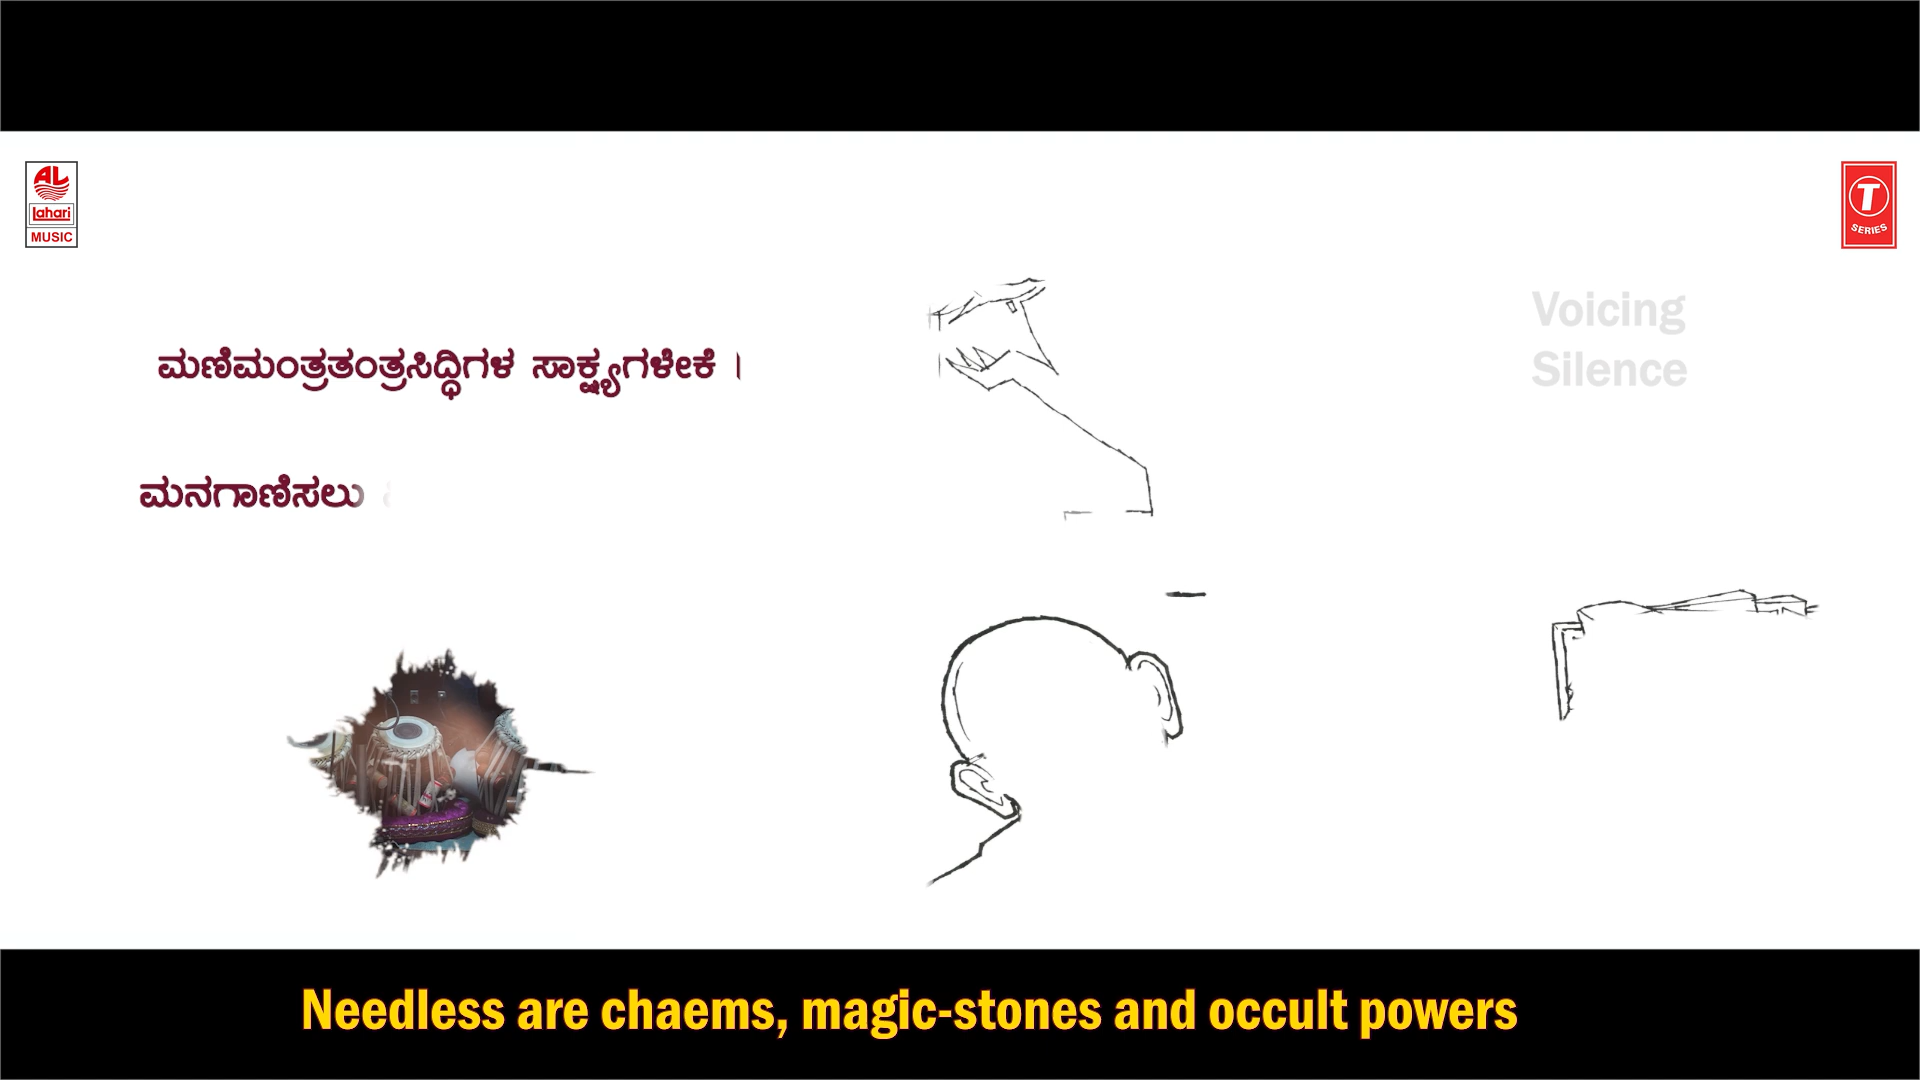 AL
Lahari
MUSIC
T
SERIES
Voicing
Silence
ಮಣಿಮಂತ್ರತಂತ್ರಸಿದ್ಧಿಗಳ ಸಾಕ್ಷ್ಯಗಳೇಕೆ ।
ಮನಗಾಣಿಸಲು
Needless are chaems, magic-stones and occult powers